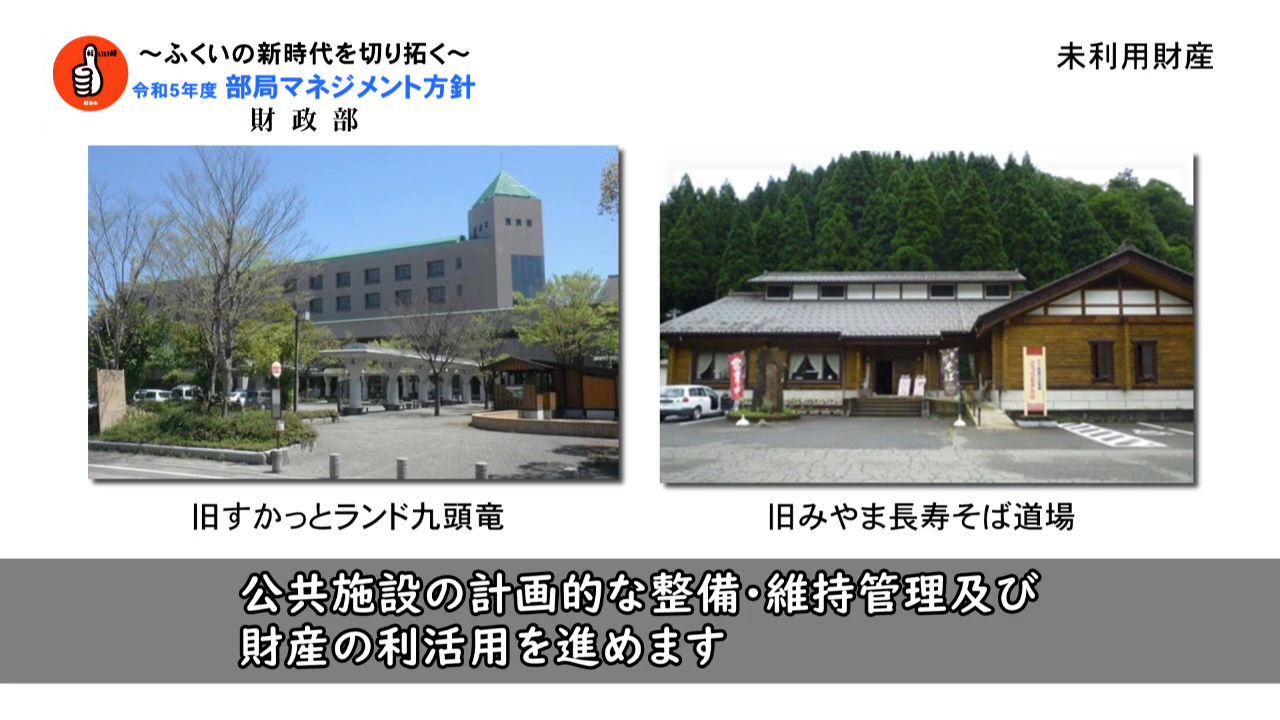 ～ふくいの新時代を切り拓く～
令和5年度 部局マネジメント方針
財政部
未利用財産
旧すかっとランド九頭竜
旧みやま長寿そば道場
公共施設の計画的な整備・維持管理及び
財産の利活用を進めます